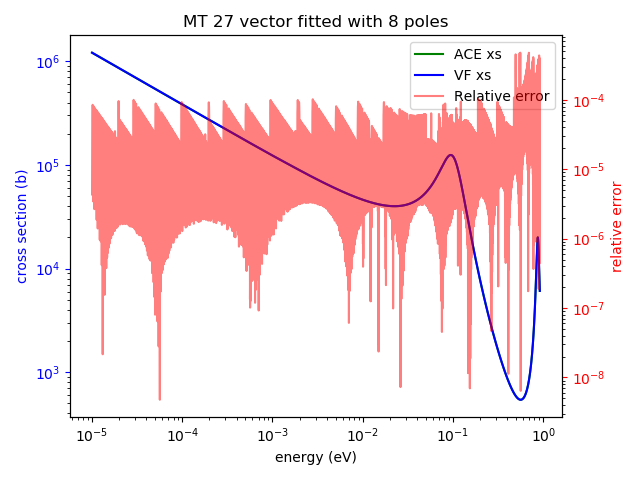 MT 27 vector fitted with 8 poles
ACE xs
VF xs
Relative error
cross section (b)
10^6
10^5
10^4
10^3
10^-4
10^-5
10^-6
10^-7
10^-8
relative error
10^-5 10^-4 10^-3 10^-2 10^-1 10^0
energy (eV)